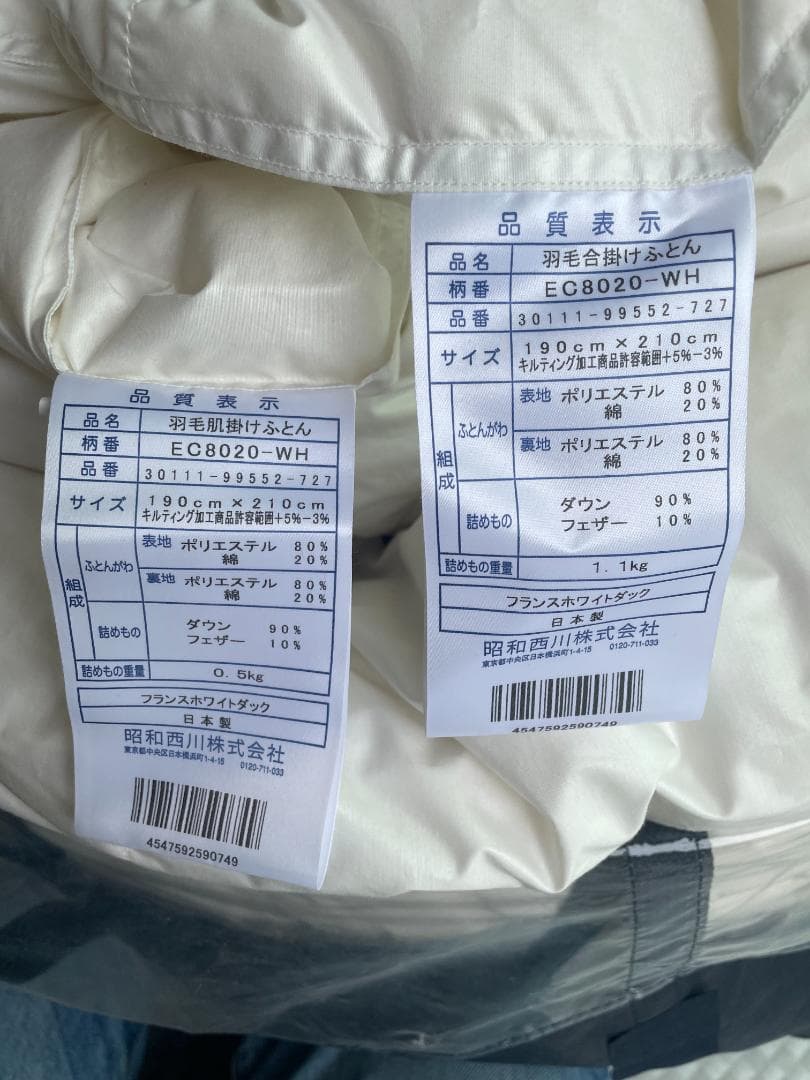 品質表示
品名 羽毛肌掛けふとん
柄番 EC8020-WH
品番 30111-99552-727
サイズ 190cm×210cm
キルティング加工商品許容範囲+5%-3%
組成 ふとんがわ 表地 ポリエステル 80%
綿 20%
裏地 ポリエステル 80%
綿 20%
詰めもの ダウン 90%
フェザー 10%
詰めもの重量 0.5kg
フランスホワイトダック
日本製
昭和西川株式会社
東京都中央区日本橋浜町1-4-15 0120-711-033
4547592590749
品質表示
品名 羽毛合掛けふとん
柄番 EC8020-WH
品番 30111-99552-727
サイズ 190cm×210cm
キルティング加工商品許容範囲+5%-3%
組成 ふとんがわ 表地 ポリエステル 80%
綿 20%
裏地 ポリエステル 80%
綿 20%
詰めもの ダウン 90%
フェザー 10%
詰めもの重量 1.1kg
フランスホワイトダック
日本製
昭和西川株式会社
東京都中央区日本橋浜町1-4-15 0120-711-033
4547592590749